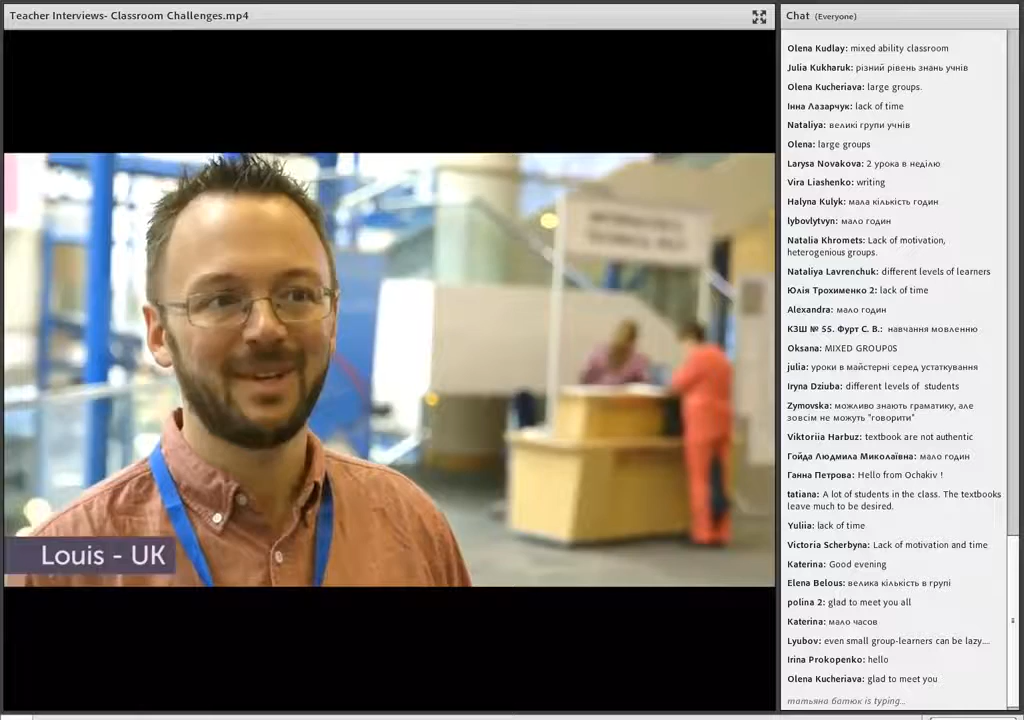 Teacher Interviews- Classroom Challenges.mp4
Louis - UK
Chat (Everyone)
Olena Kudlay: mixed ability classroom
Julia Kukharuk: різний рівень знань учнів
Olena Kucheriava: large groups.
Інна Лазарчук: lack of time
Nataliya: великі групи учнів
Olena: large groups
Larysa Novakova: 2 урока в неділю
Vira Liashenko: writing
Halyna Kulyk: мала кількість годин
lybovlytvyn: мало годин
Natalia Khromets: Lack of motivation,
heterogenious groups.
Nataliya Lavrenchuk: different levels of learners
Юлія Трохименко 2: lack of time
Alexandra: мало годин
КЗШ № 55. Фурт С. В.: навчання мовленню
Oksana: MIXED GROUP0S
julia: уроки в майстерні серед устаткування
Iryna Dziuba: different levels of students
Zymovska: можливо знають граматику, але
зовсім не можуть "говорити"
Viktoriia Harbuz: textbook are not authentic
Гойда Людмила Миколаївна: мало годин
Ганна Петрова: Hello from Ochakiv !
tatiana: A lot of students in the class. The textbooks
leave much to be desired.
Yuliia: lack of time
Victoria Scherbyna: Lack of motivation and time
Katerina: Good evening
Elena Belous: велика кількість в групі
polina 2: glad to meet you all
Katerina: мало часов
Lyubov: even small group-learners can be lazy....
Irina Prokopenko: hello
Olena Kucheriava: glad to meet you
татьяна батюк is typing...